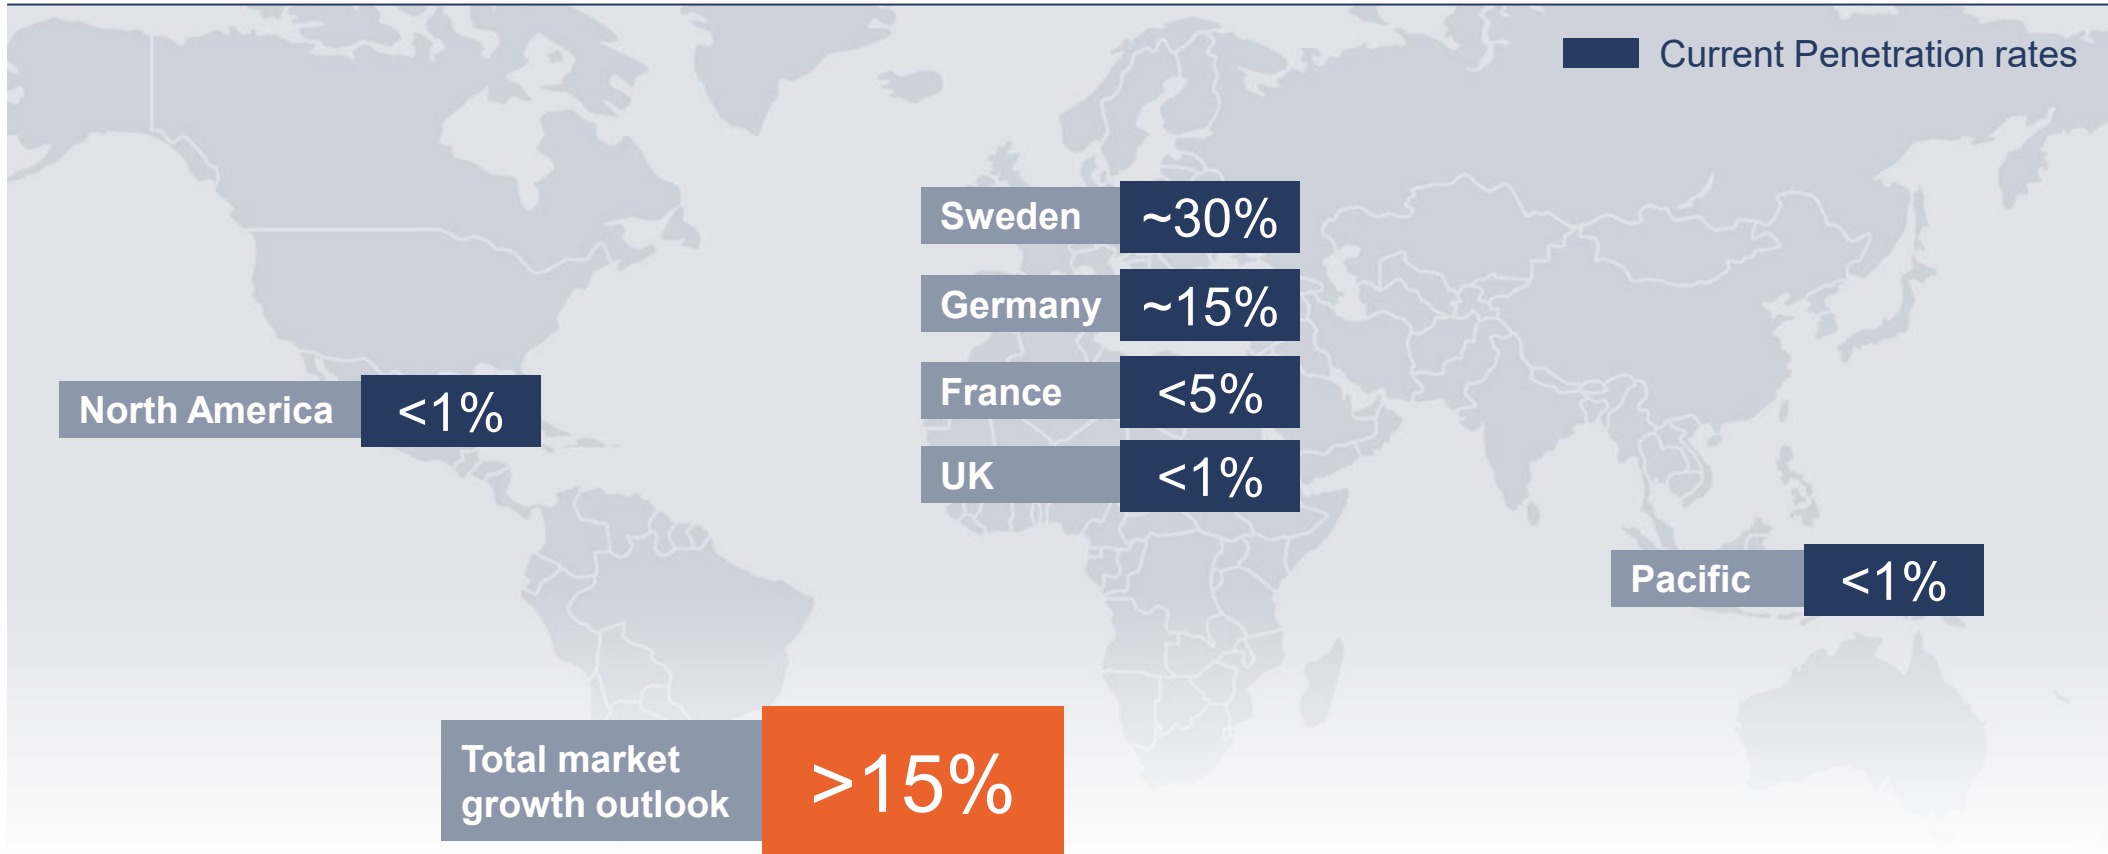 Current Penetration rates
Sweden ~30%
Germany ~15%
France <5%
North America <1%
UK <1%
Pacific <1%
Total market
growth outlook
>15%